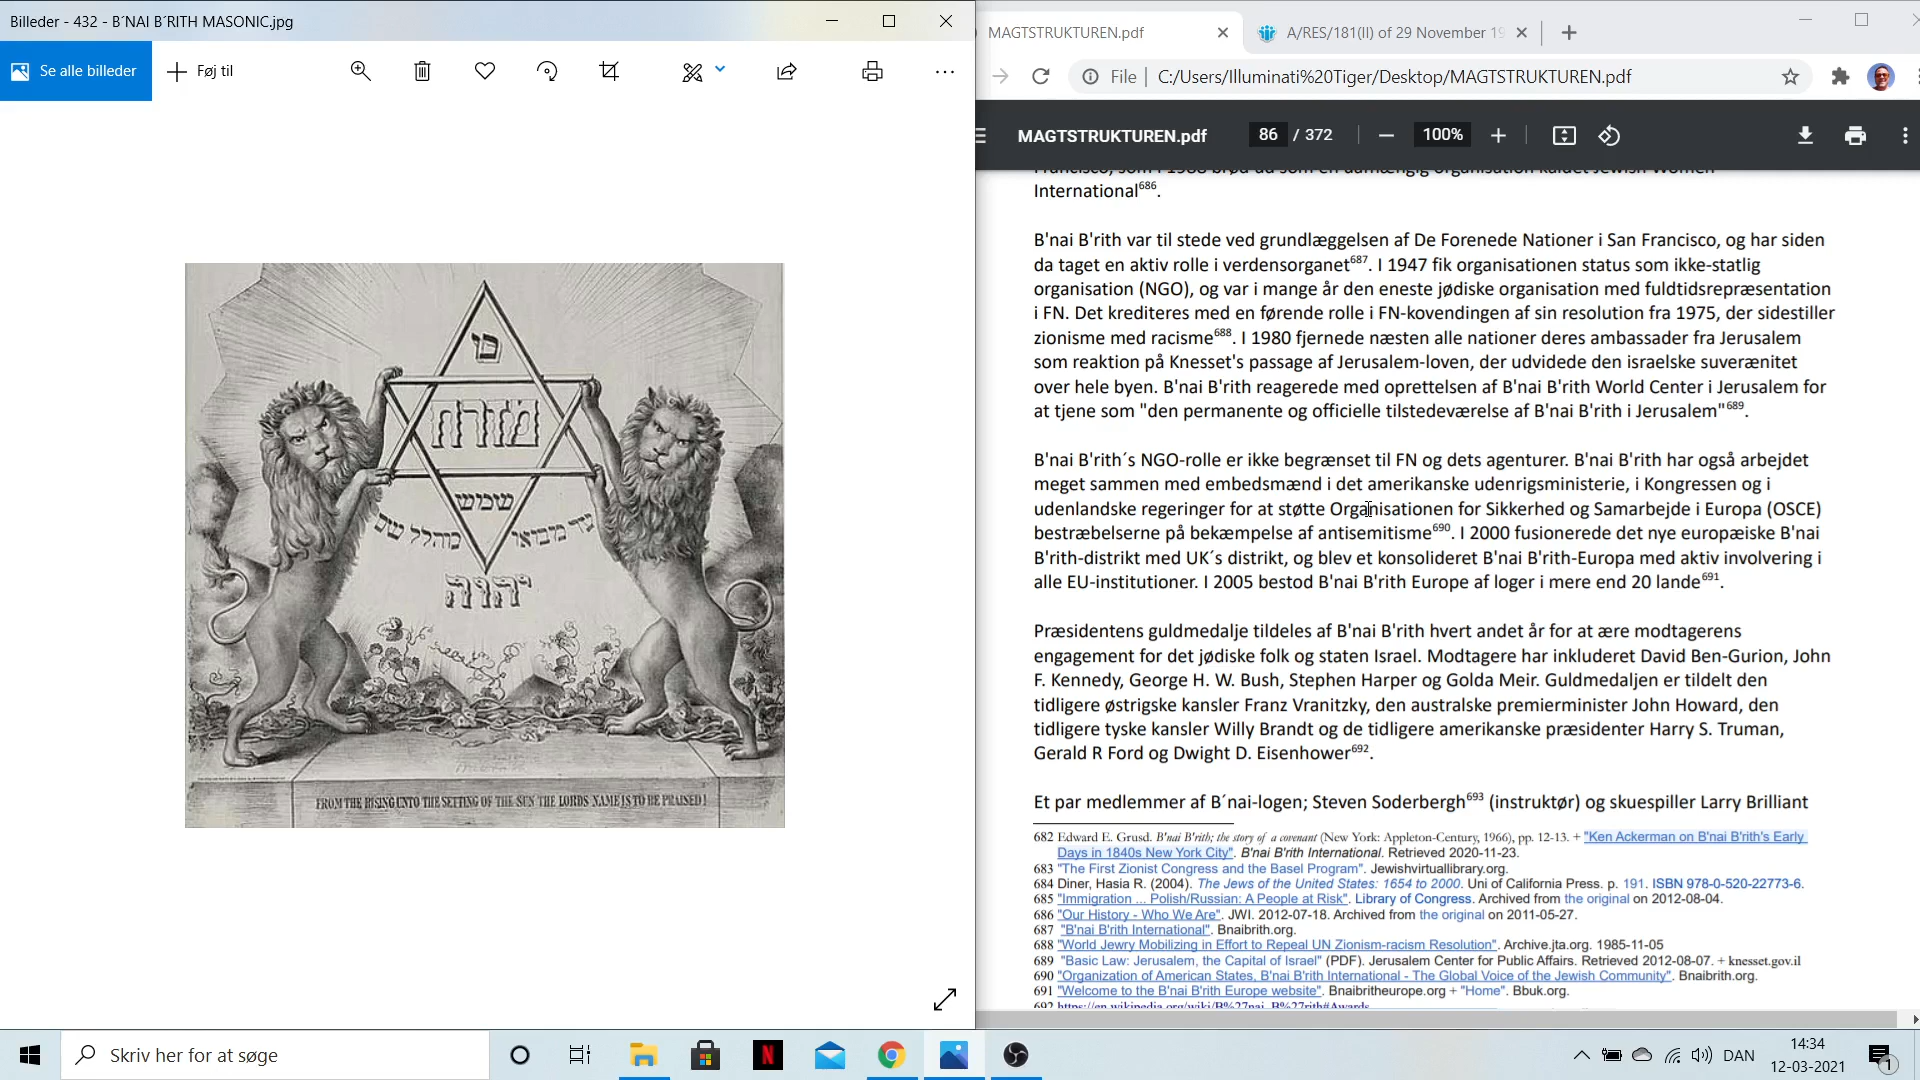 Billeder - 432 - B´NAI B´RITH MASONIC.jpg
Se alle billeder
Føj til
מ
מזרח
שמש
ממזרח שמש עד מבואו
מהלל שם
יהוה
FROM THE RISING UNTO THE SETTING OF THE SUN THE LORDS NAME IS TO BE PRAISED!
MAGTSTRUKTUREN.pdf
A/RES/181(II) of 29 November 19
File
C:/Users/Illuminati%20Tiger/Desktop/MAGTSTRUKTUREN.pdf
MAGTSTRUKTUREN.pdf
86 / 372
100%
International686.
B'nai B'rith var til stede ved grundlæggelsen af De Forenede Nationer i San Francisco, og har siden
da taget en aktiv rolle i verdensorganet687. I 1947 fik organisationen status som ikke-statlig
organisation (NGO), og var i mange år den eneste jødiske organisation med fuldtidsrepræsentation
i FN. Det krediteres med en førende rolle i FN-kovendingen af sin resolution fra 1975, der sidestiller
zionisme med racisme688. I 1980 fjernede næsten alle nationer deres ambassader fra Jerusalem
som reaktion på Knesset's passage af Jerusalem-loven, der udvidede den israelske suverænitet
over hele byen. B'nai B'rith reagerede med oprettelsen af B'nai B'rith World Center i Jerusalem for
at tjene som "den permanente og officielle tilstedeværelse af B'nai B'rith i Jerusalem"689.
B'nai B'rith´s NGO-rolle er ikke begrænset til FN og dets agenturer. B'nai B'rith har også arbejdet
meget sammen med embedsmænd i det amerikanske udenrigsministerie, i Kongressen og i
udenlandske regeringer for at støtte Organisationen for Sikkerhed og Samarbejde i Europa (OSCE)
bestræbelserne på bekæmpelse af antisemitisme690. I 2000 fusionerede det nye europæiske B'nai
B'rith-distrikt med UK´s distrikt, og blev et konsolideret B'nai B'rith-Europa med aktiv involvering i
alle EU-institutioner. I 2005 bestod B'nai B'rith Europe af loger i mere end 20 lande691.
Præsidentens guldmedalje tildeles af B'nai B'rith hvert andet år for at ære modtagerens
engagement for det jødiske folk og staten Israel. Modtagere har inkluderet David Ben-Gurion, John
F. Kennedy, George H. W. Bush, Stephen Harper og Golda Meir. Guldmedaljen er tildelt den
tidligere østrigske kansler Franz Vranitzky, den australske premierminister John Howard, den
tidligere tyske kansler Willy Brandt og de tidligere amerikanske præsidenter Harry S. Truman,
Gerald R Ford og Dwight D. Eisenhower692.
Et par medlemmer af B´nai-logen; Steven Soderbergh693 (instruktør) og skuespiller Larry Brilliant
682 Edward E. Grusd. B'nai B'rith; the story of a covenant (New York: Appleton-Century, 1966), pp. 12-13. + "Ken Ackerman on B'nai B'rith's Early
Days in 1840s New York City". B'nai B'rith International. Retrieved 2020-11-23.
683 "The First Zionist Congress and the Basel Program". Jewishvirtuallibrary.org.
684 Diner, Hasia R. (2004). The Jews of the United States: 1654 to 2000. Uni of California Press. p. 191. ISBN 978-0-520-22773-6.
685 "Immigration ... Polish/Russian: A People at Risk". Library of Congress. Archived from the original on 2012-08-04.
686 "Our History - Who We Are". JWI. 2012-07-18. Archived from the original on 2011-05-27.
687 "B'nai B'rith International". Bnaibrith.org.
688 "World Jewry Mobilizing in Effort to Repeal UN Zionism-racism Resolution". Archive.jta.org. 1985-11-05
689 "Basic Law: Jerusalem, the Capital of Israel" (PDF). Jerusalem Center for Public Affairs. Retrieved 2012-08-07. + knesset.gov.il
690 "Organization of American States, B'nai B'rith International - The Global Voice of the Jewish Community". Bnaibrith.org.
691 "Welcome to the B'nai B'rith Europe website". Bnaibritheurope.org + "Home". Bbuk.org.
692 https://en.wikipedia.org/wiki/B%27nai_B%27rith#Awards
Skriv her for at søge
DAN
14:34
12-03-2021
1